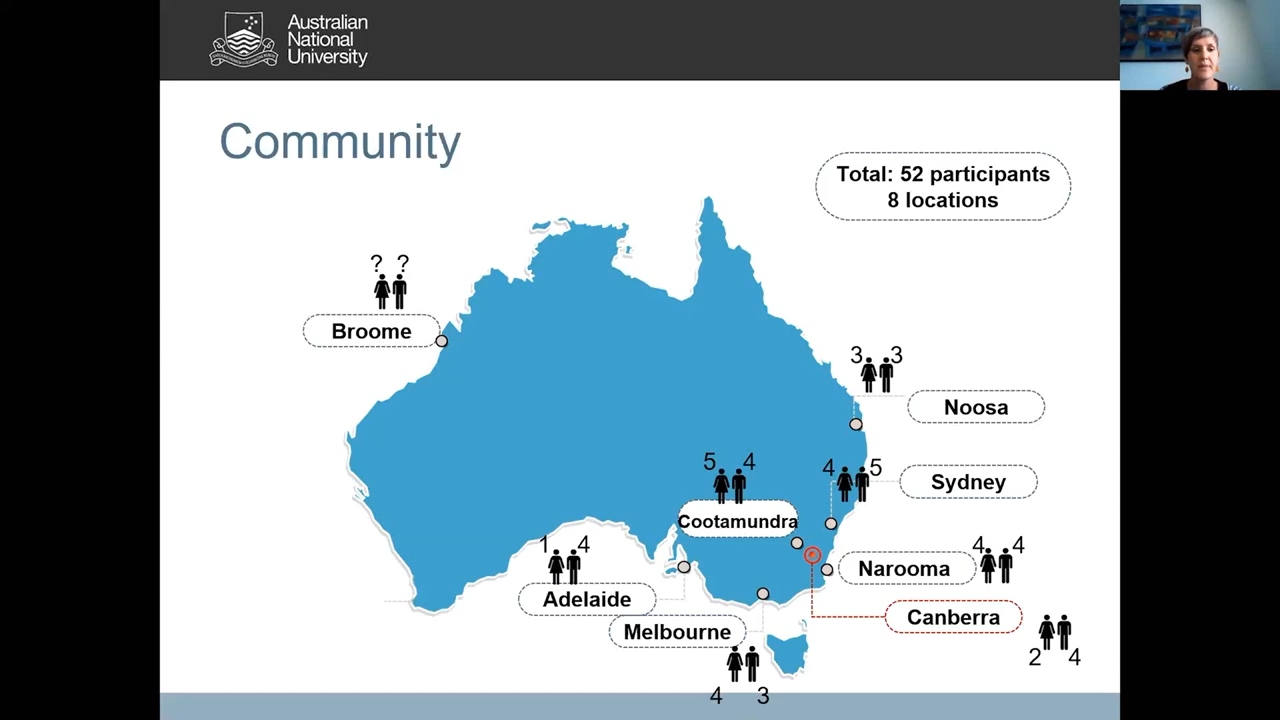 Australian
National
University
Community
Total: 52 participants
8 locations
? ?
Broome
3 3
Noosa
5 4
Cootamundra
4 5
Sydney
1 4
Adelaide
4 4
Narooma
Canberra
2 4
Melbourne
4 3